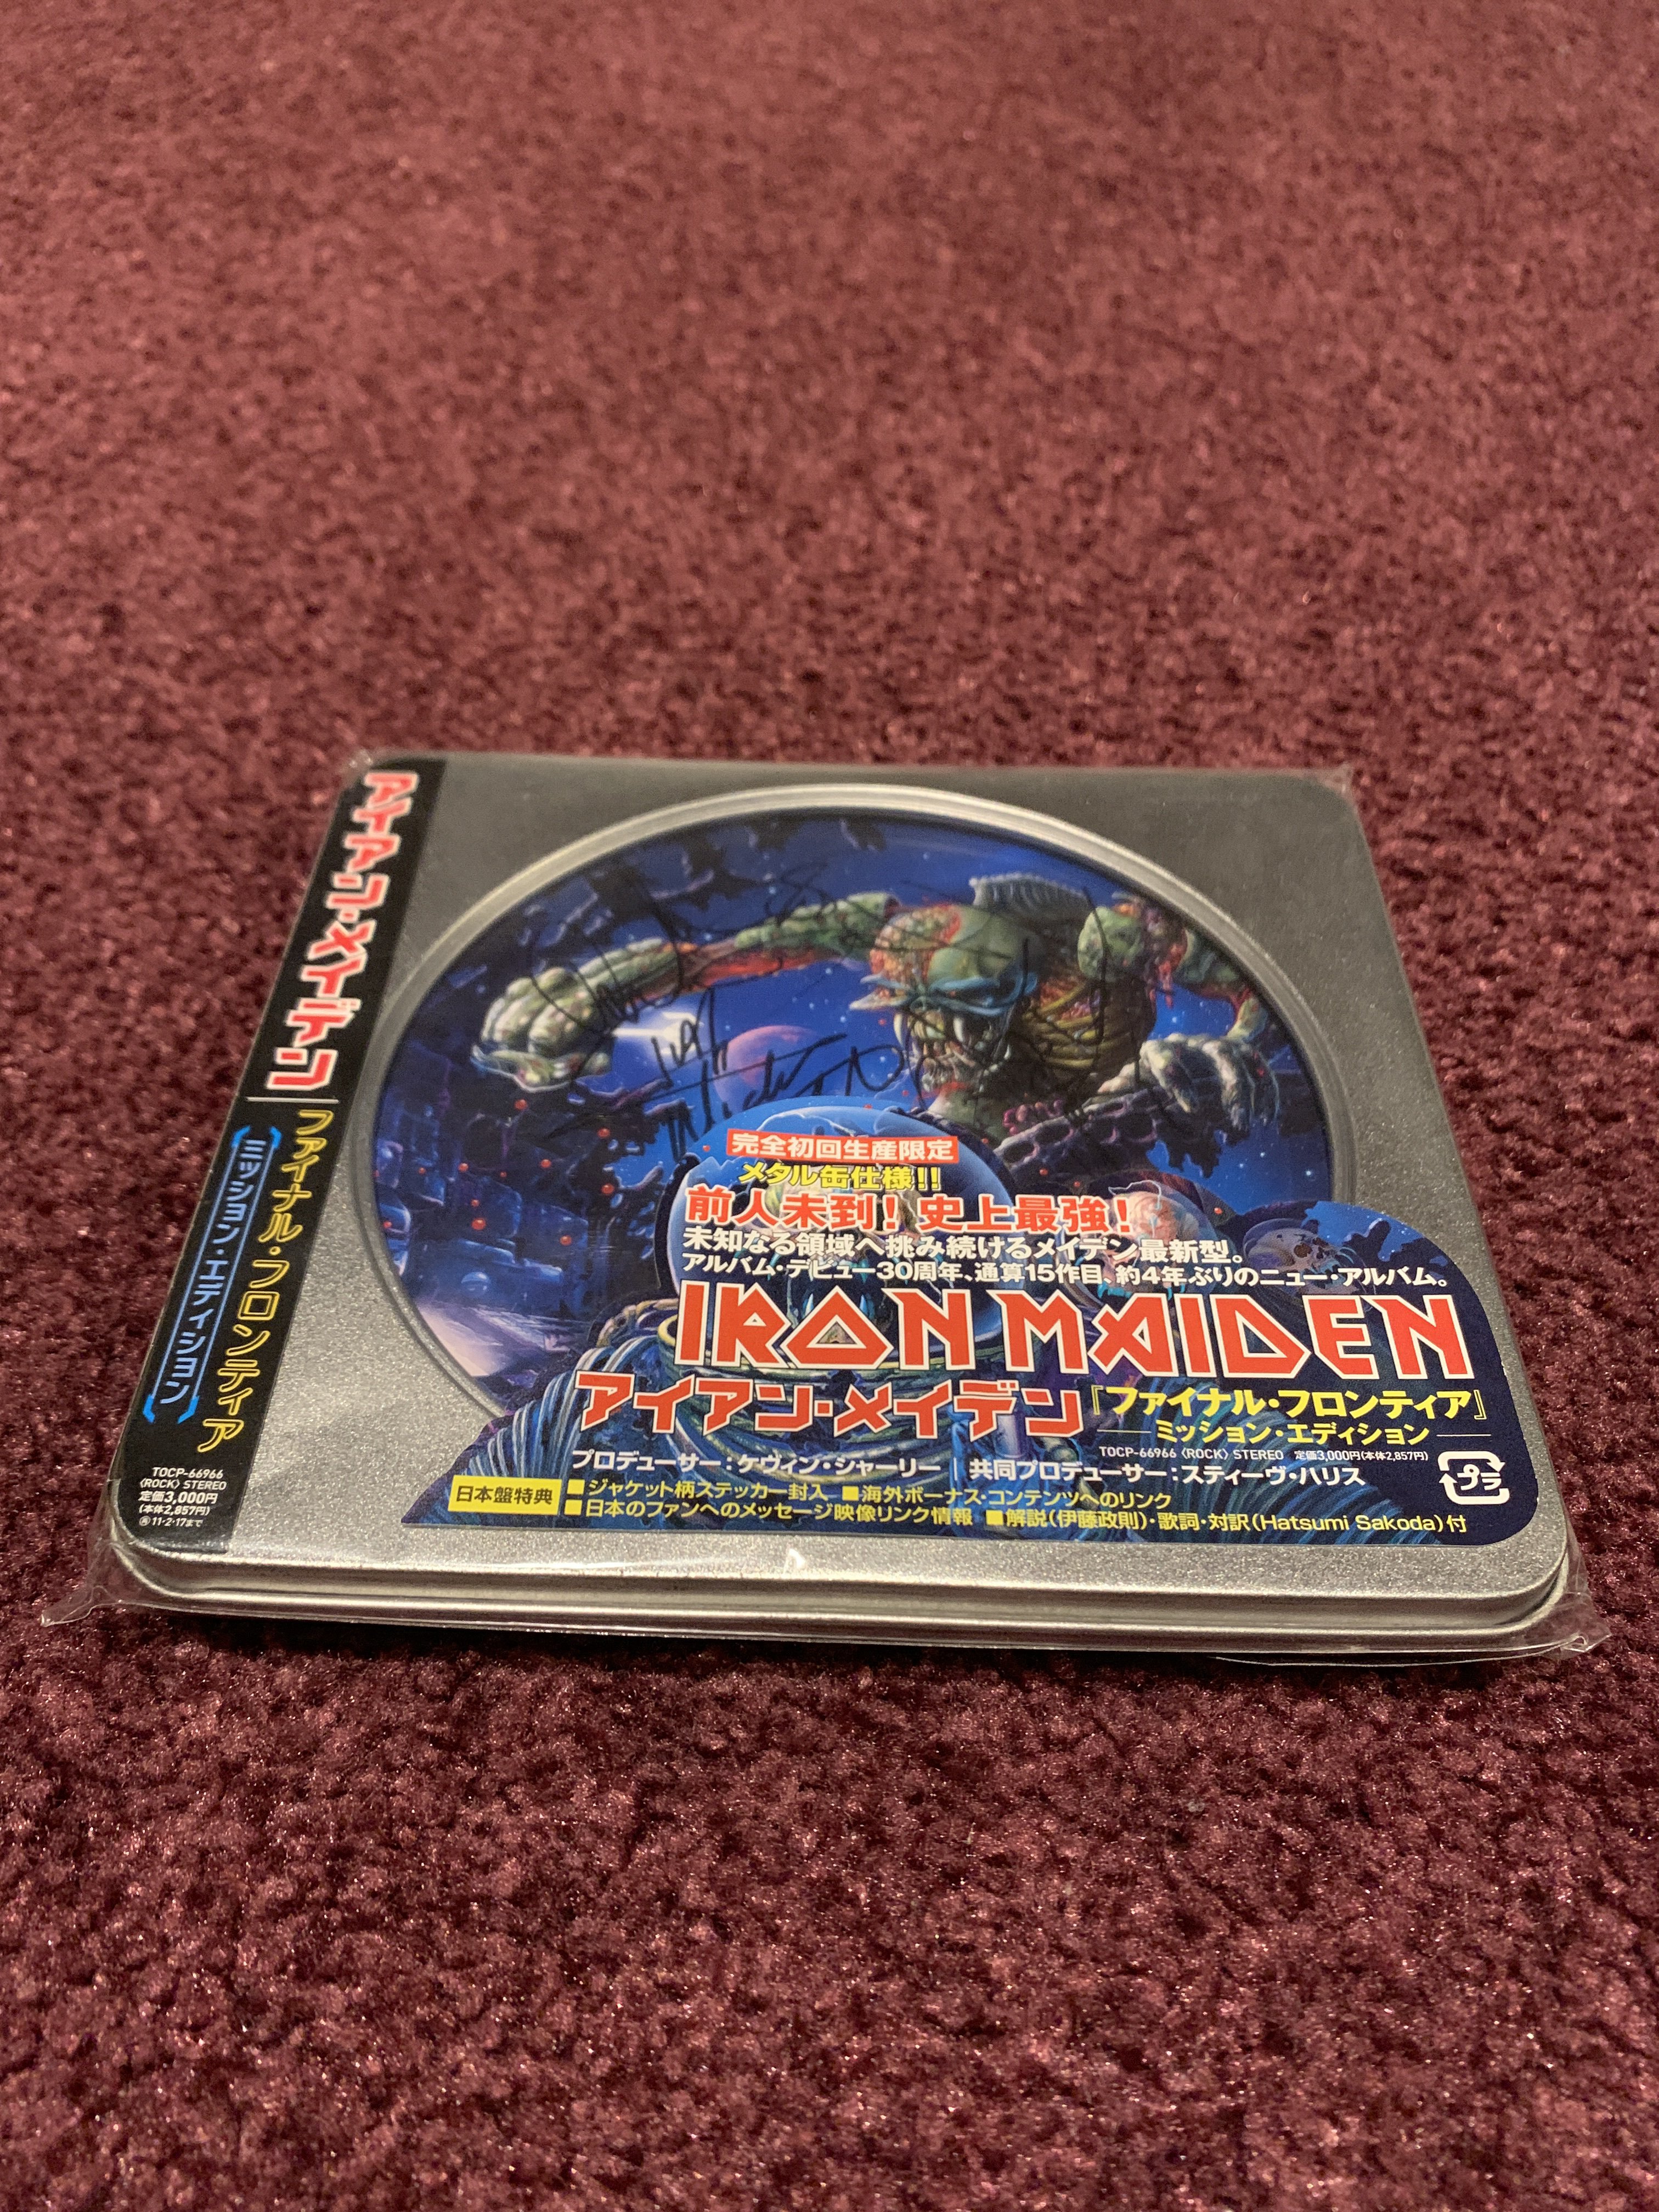 アイアン・メイデン
ファイナル・フロンティア
ミッション・エディション
TOCP-66966
〈ROCK〉 STEREO
定価3,000円
(本体2,857円)
11・2・17まで
完全初回生産限定
メタル缶仕様!!
前人未到! 史上最強!
未知なる領域へ挑み続けるメイデン最新型。
アルバム・デビュー30周年、通算15作目、約4年ぶりのニュー・アルバム。
IRON MAIDEN
アイアン・メイデン『ファイナル・フロンティア』
ミッション・エディション
TOCP-66966 〈ROCK〉 STEREO 定価3,000円(本体2,857円)
プロデューサー:ケヴィン・シャーリー | 共同プロデューサー:スティーヴ・ハリス
プラ
日本盤特典
■ジャケット柄ステッカー封入 ■海外ボーナス・コンテンツへのリンク
■日本のファンへのメッセージ映像リンク情報 ■解説(伊藤政則)・歌詞・対訳(Hatsumi Sakoda)付